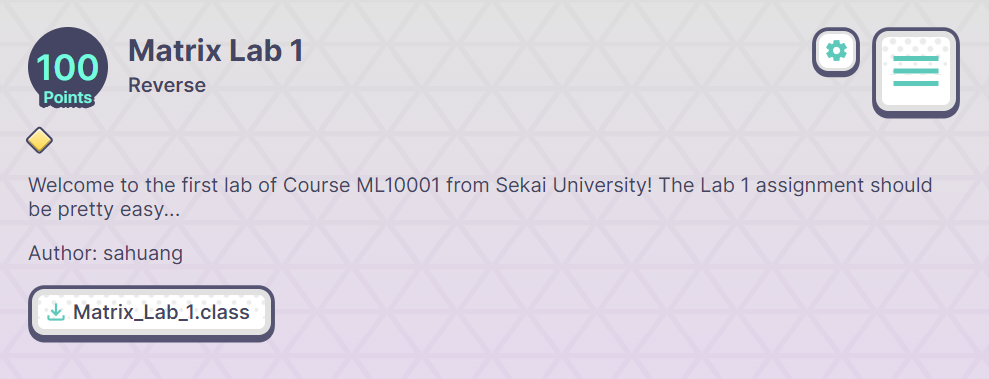 100
Points
Matrix Lab 1
Reverse
Welcome to the first lab of Course ML10001 from Sekai University! The Lab 1 assignment should
be pretty easy...
Author: sahuang
Matrix_Lab_1.class